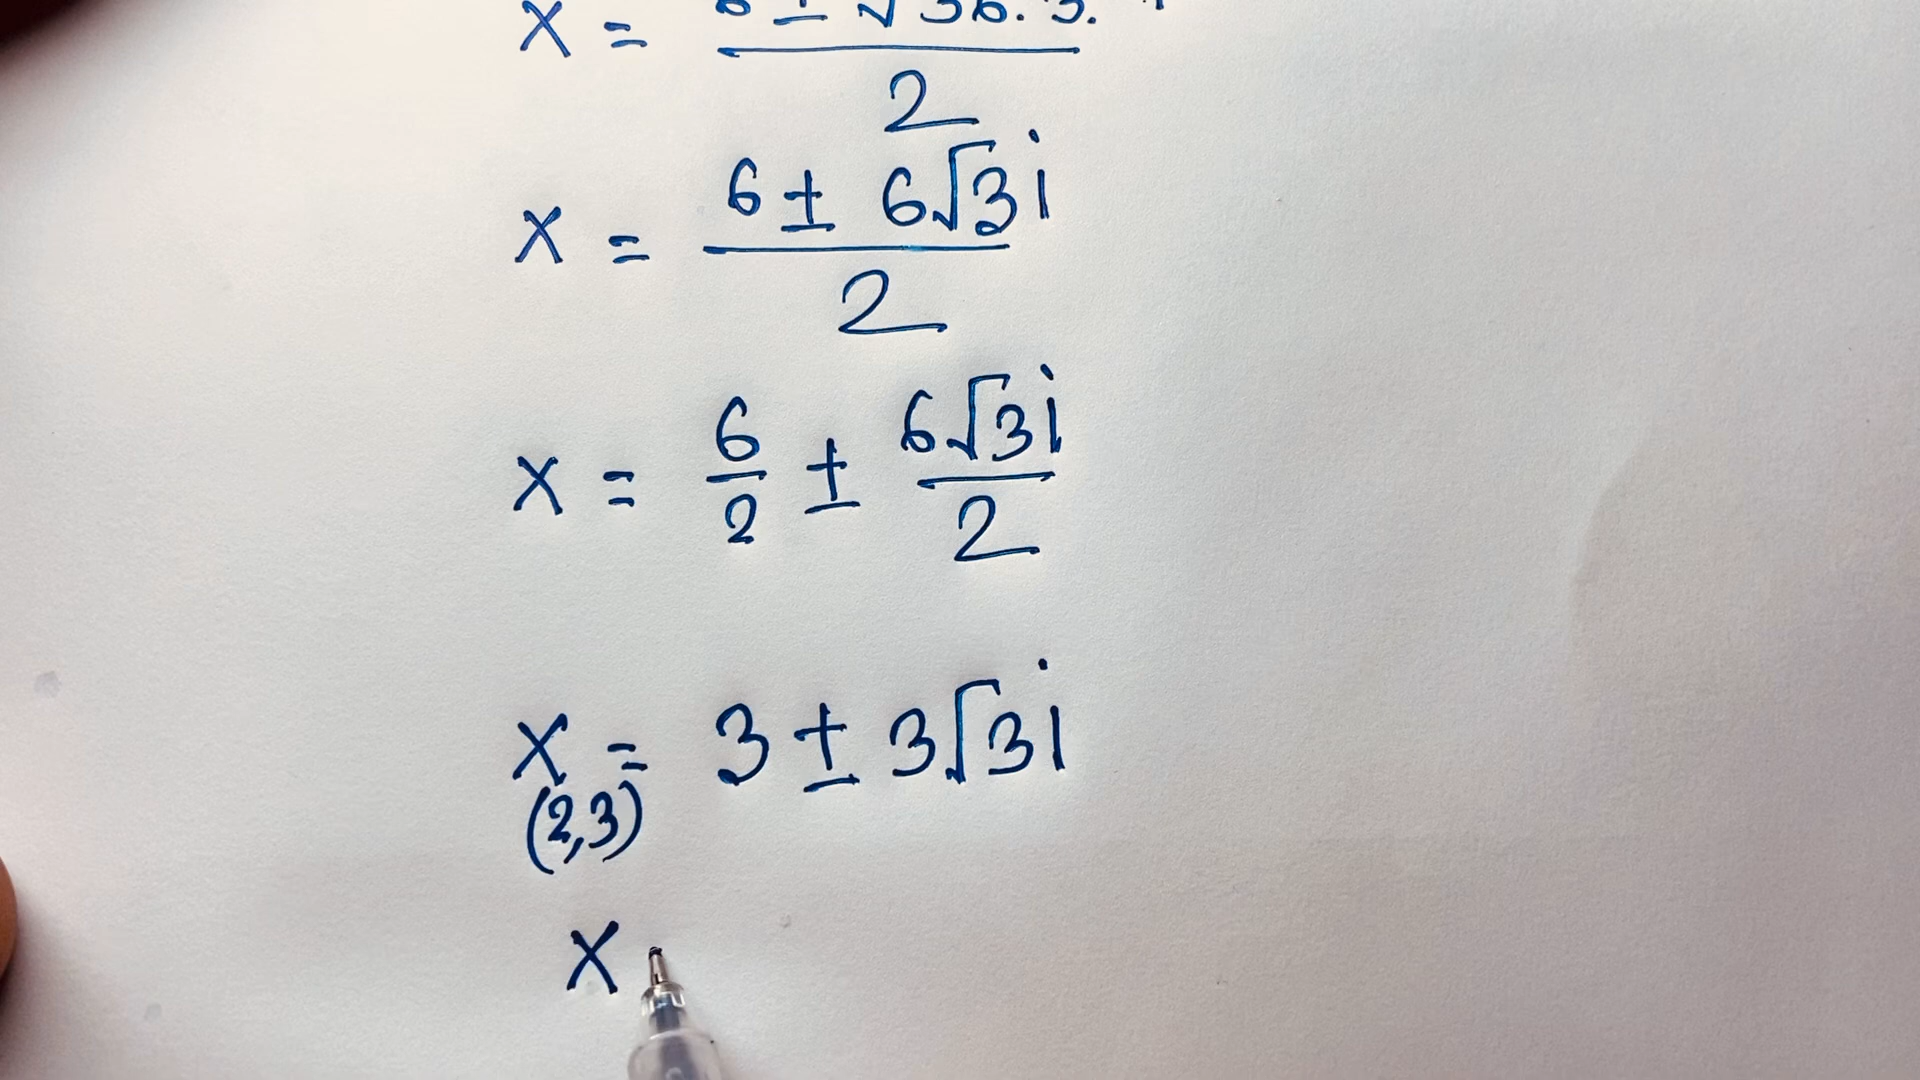 x =
2
x = 6 ± 6√3i
2
x = 6/2 ± 6√3i/2
x = 3 ± 3√3i
(2,3)
x